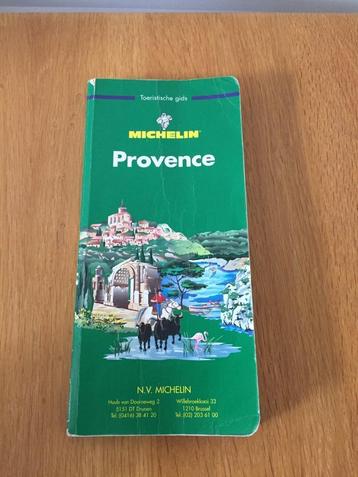 Toeristische gids
MICHELIN
Provence
N.V. MICHELIN
Huub van Doorneweg 2
5151 DT Drunen
Tel. (0416) 38 41 20
Willebroekkaai 33
1210 Brussel
Tel. (02) 203 61 00